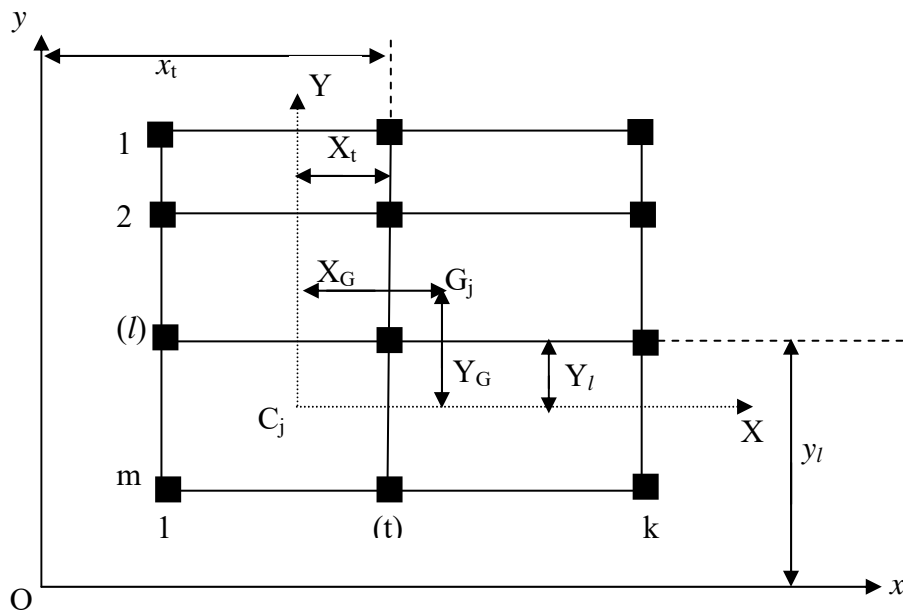 y
x_t
Y
1
X_t
2
X_G G_j
(l)
Y_G Y_l
C_j X
y_l
m
1 (t) k
O x